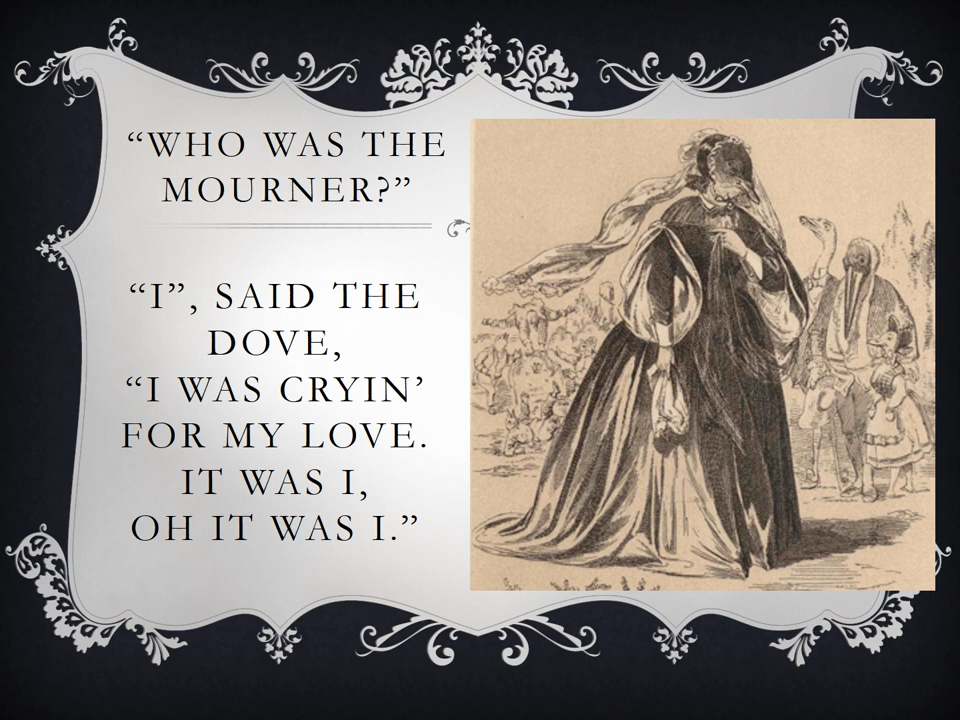 “WHO WAS THE
MOURNER?”
“I”, SAID THE
DOVE,
“I WAS CRYIN’
FOR MY LOVE.
IT WAS I,
OH IT WAS I.”